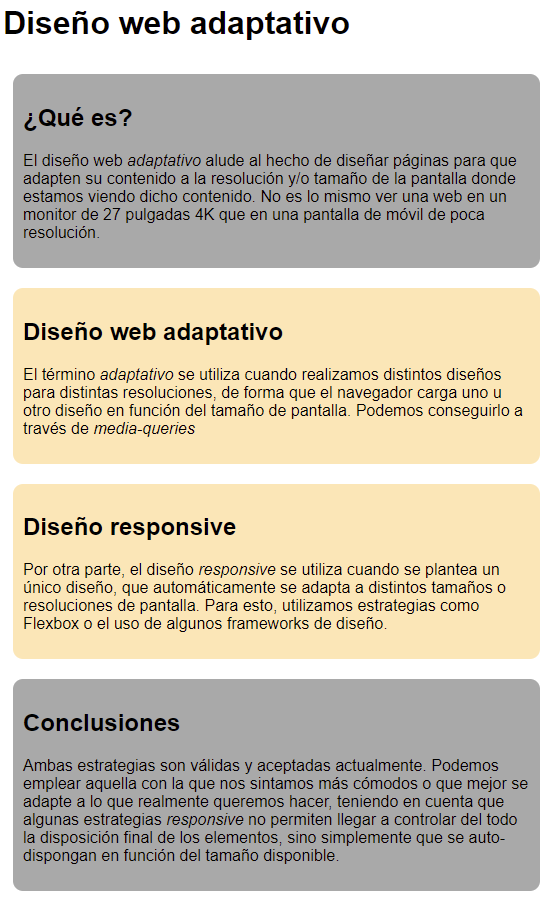 Diseño web adaptativo
¿Qué es?
El diseño web adaptativo alude al hecho de diseñar páginas para que
adapten su contenido a la resolución y/o tamaño de la pantalla donde
estamos viendo dicho contenido. No es lo mismo ver una web en un
monitor de 27 pulgadas 4K que en una pantalla de móvil de poca
resolución.
Diseño web adaptativo
El término adaptativo se utiliza cuando realizamos distintos diseños
para distintas resoluciones, de forma que el navegador carga uno u
otro diseño en función del tamaño de pantalla. Podemos conseguirlo a
través de media-queries
Diseño responsive
Por otra parte, el diseño responsive se utiliza cuando se plantea un
único diseño, que automáticamente se adapta a distintos tamaños o
resoluciones de pantalla. Para esto, utilizamos estrategias como
Flexbox o el uso de algunos frameworks de diseño.
Conclusiones
Ambas estrategias son válidas y aceptadas actualmente. Podemos
emplear aquella con la que nos sintamos más cómodos o que mejor se
adapte a lo que realmente queremos hacer, teniendo en cuenta que
algunas estrategias responsive no permiten llegar a controlar del todo
la disposición final de los elementos, sino simplemente que se auto-
dispongan en función del tamaño disponible.